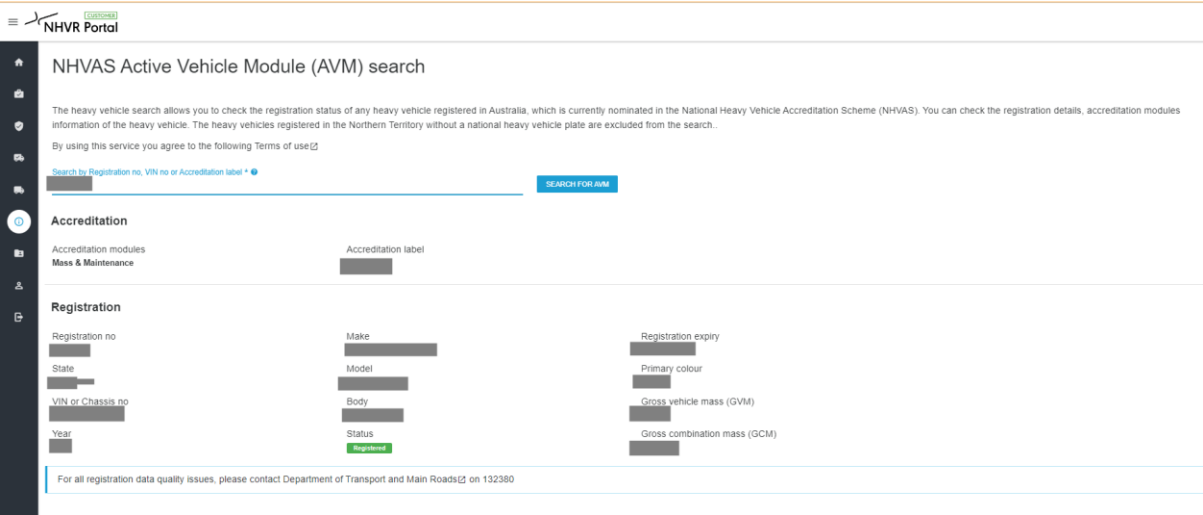 CUSTOMER
NHVR Portal
NHVAS Active Vehicle Module (AVM) search
The heavy vehicle search allows you to check the registration status of any heavy vehicle registered in Australia, which is currently nominated in the National Heavy Vehicle Accreditation Scheme (NHVAS). You can check the registration details, accreditation modules
information of the heavy vehicle. The heavy vehicles registered in the Northern Territory without a national heavy vehicle plate are excluded from the search..
By using this service you agree to the following Terms of use
Search by Registration no, VIN no or Accreditation label *
SEARCH FOR AVM
Accreditation
Accreditation modules
Accreditation label
Mass & Maintenance
Registration
Registration no
Make
Registration expiry
State
Model
Primary colour
VIN or Chassis no
Body
Gross vehicle mass (GVM)
Year
Status
Gross combination mass (GCM)
Registered
For all registration data quality issues, please contact Department of Transport and Main Roads on 132380